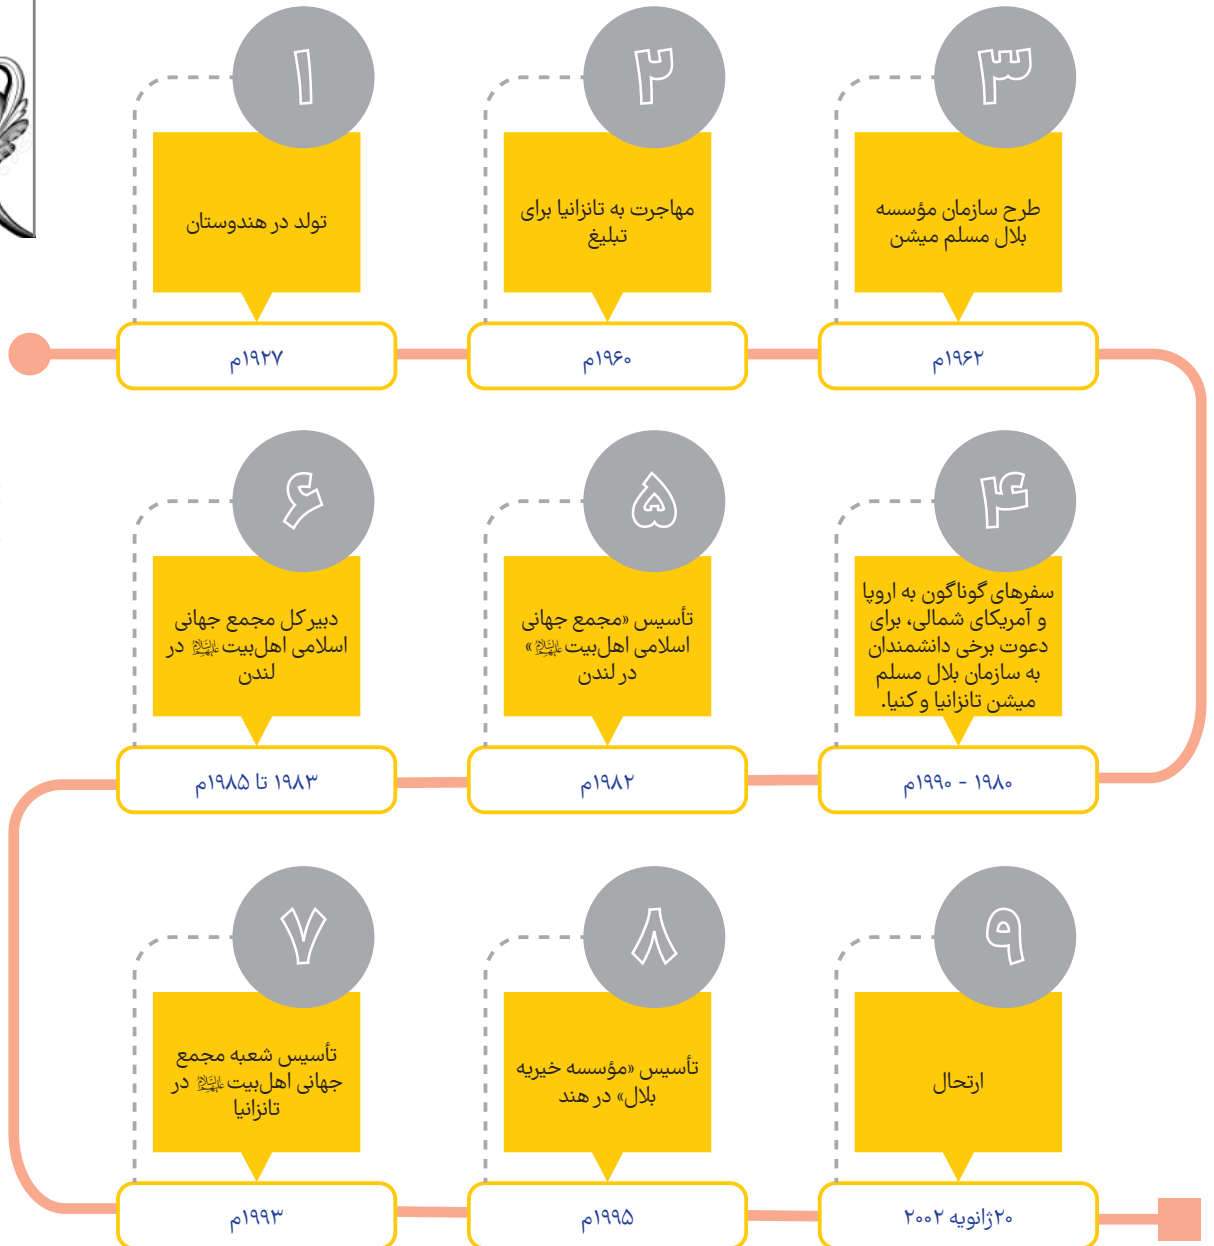 ۱
تولد در هندوستان
۱۹۲۷م
۲
مهاجرت به تانزانیا برای
تبلیغ
۱۹۶۰م
۳
طرح سازمان مؤسسه
بلال مسلم میشن
۱۹۶۲م
۴
سفرهای گوناگون به اروپا
و آمریکای شمالی، برای
دعوت برخی دانشمندان
به سازمان بلال مسلم
میشن تانزانیا و کنیا.
۱۹۸۰ - ۱۹۹۰م
۵
تأسیس «مجمع جهانی
اسلامی اهل‌بیت علیهم‌السلام»
در لندن
۱۹۸۲م
۶
دبیرکل مجمع جهانی
اسلامی اهل‌بیت علیهم‌السلام در
لندن
۱۹۸۳ تا ۱۹۸۵م
۷
تأسیس شعبه مجمع
جهانی اهل‌بیت علیهم‌السلام در
تانزانیا
۱۹۹۳م
۸
تأسیس «مؤسسه خیریه
بلال» در هند
۱۹۹۵م
۹
ارتحال
۲۰ژانویه ۲۰۰۲